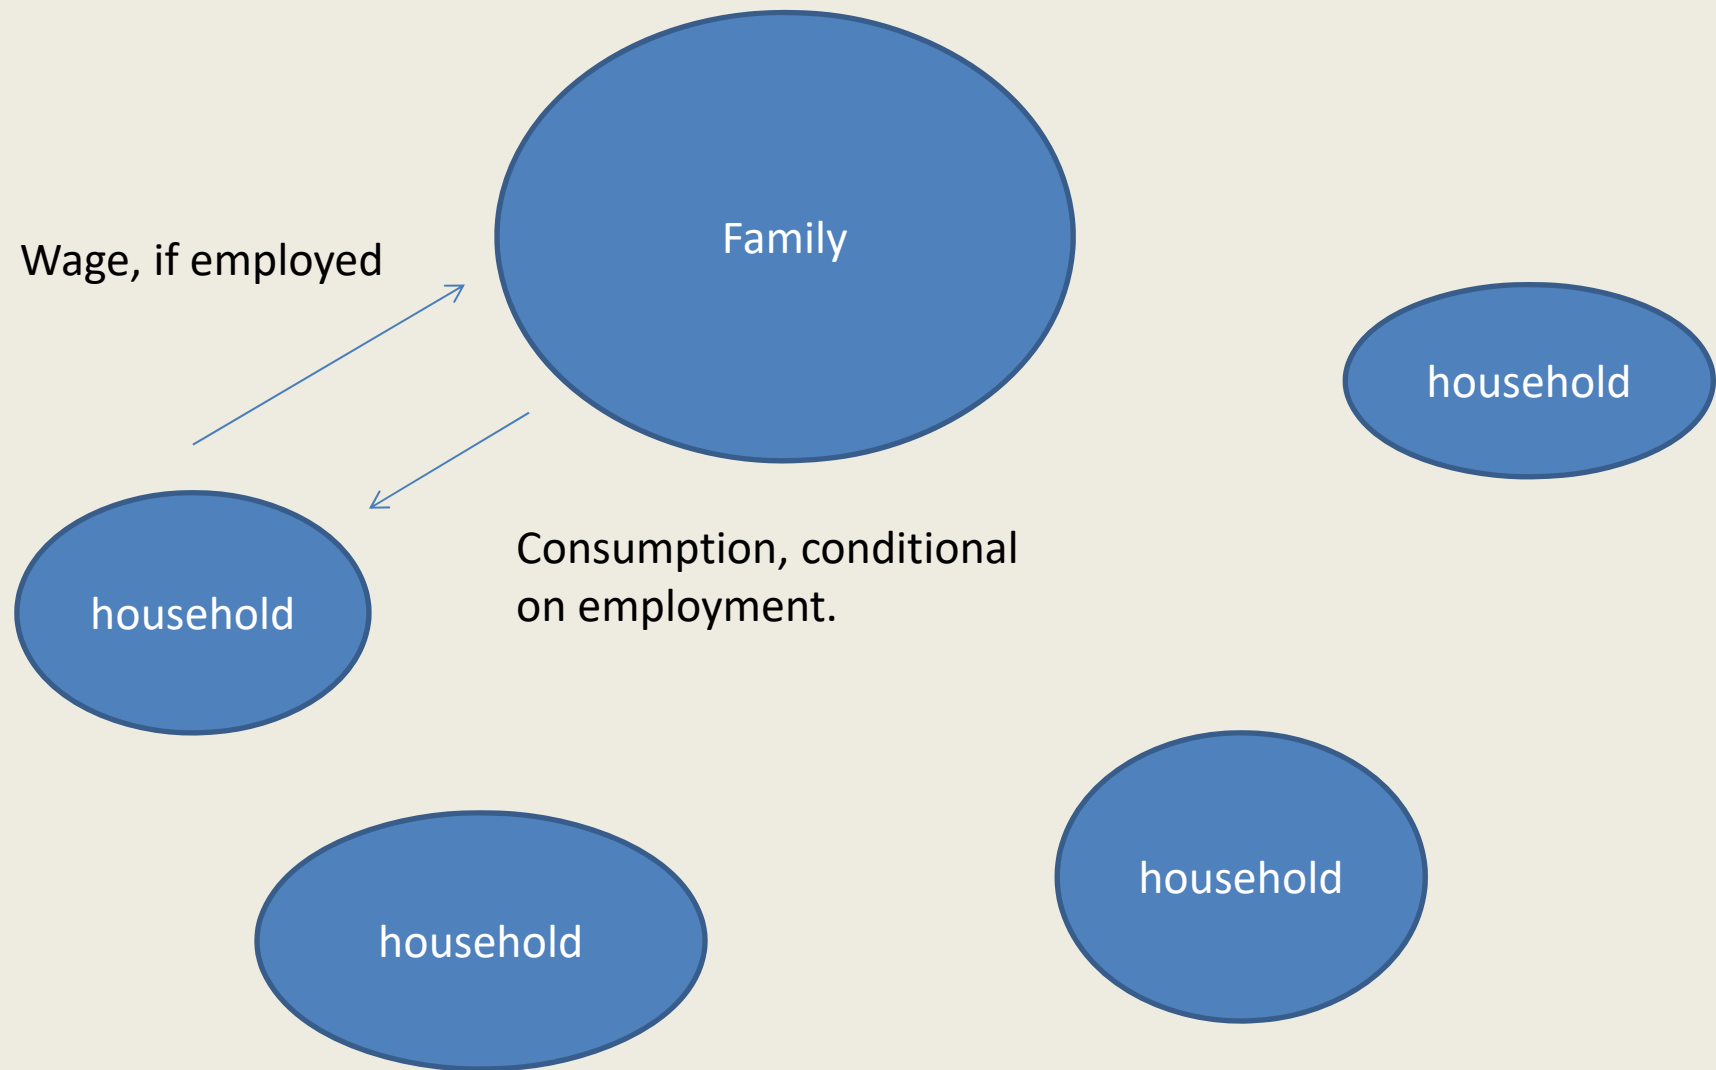 Family
Wage, if employed
household
Consumption, conditional
on employment.
household
household
household